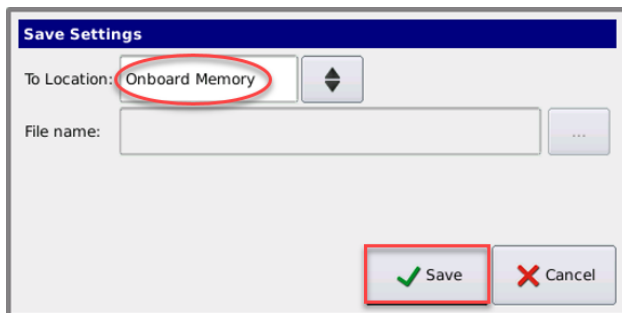 Save Settings
To Location: Onboard Memory
File name: ...
Save Cancel